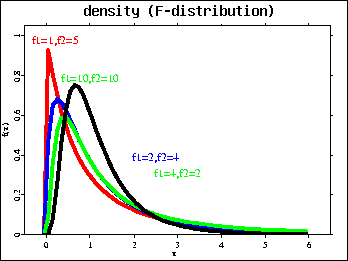 density (F-distribution)
f1=1,f2=5
f1=10,f2=10
f1=2,f2=4
f1=4,f2=2
f(x)
0
0.2
0.4
0.6
0.8
1
0 1 2 3 4 5 6
x